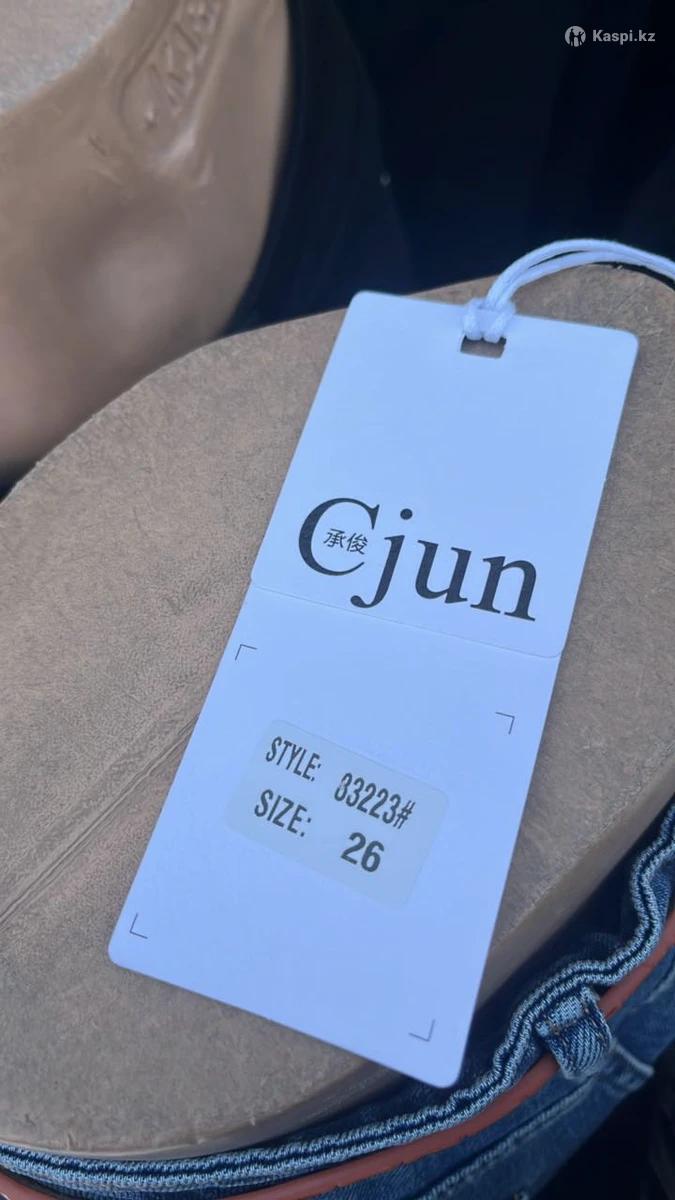 Kaspi.kz
Cjun
承俊
STYLE: 83223#
SIZE: 26